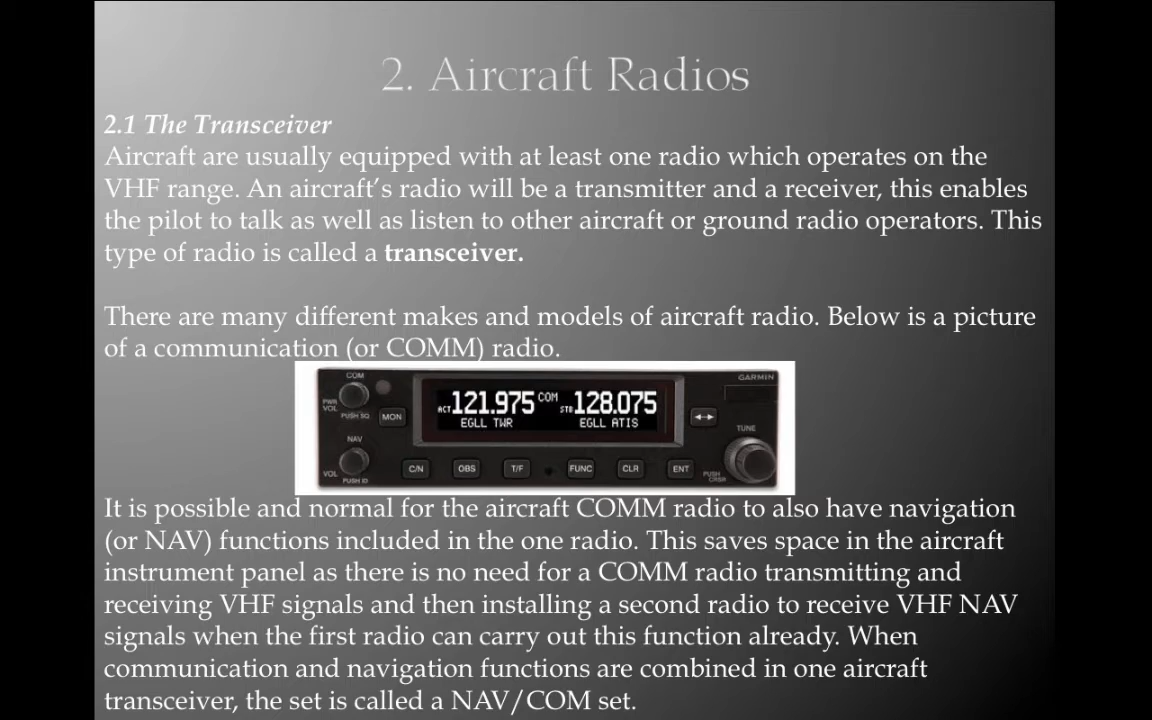 2. Aircraft Radios
2.1 The Transceiver
Aircraft are usually equipped with at least one radio which operates on the
VHF range. An aircraft's radio will be a transmitter and a receiver, this enables
the pilot to talk as well as listen to other aircraft or ground radio operators. This
type of radio is called a transceiver.
There are many different makes and models of aircraft radio. Below is a picture
of a communication (or COMM) radio.
COM
GARMIN
PWR
VOL
PUSH SQ
MON
ACT 121.975 COM STB 128.075
EGLL TWR EGLL ATIS
TUNE
NAV
VOL
PUSH ID
C/N OBS T/F FUNC CLR ENT
PUSH
CRSR
It is possible and normal for the aircraft COMM radio to also have navigation
(or NAV) functions included in the one radio. This saves space in the aircraft
instrument panel as there is no need for a COMM radio transmitting and
receiving VHF signals and then installing a second radio to receive VHF NAV
signals when the first radio can carry out this function already. When
communication and navigation functions are combined in one aircraft
transceiver, the set is called a NAV/COM set.